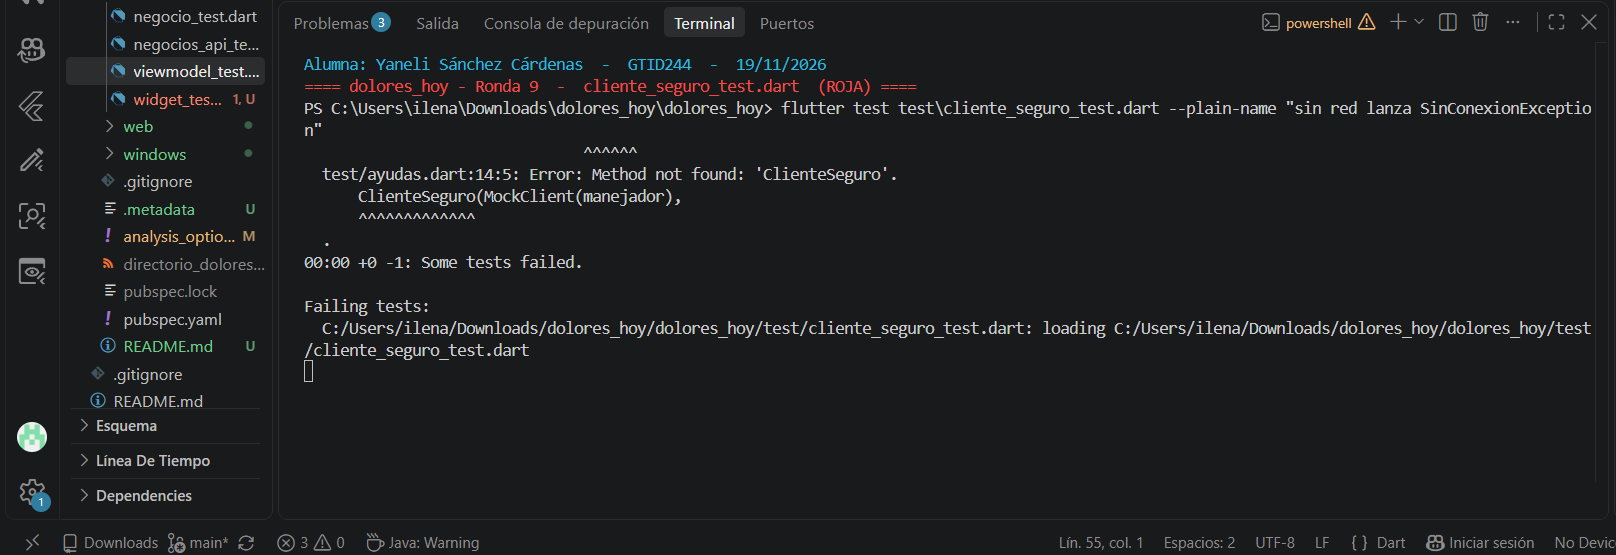 negocio_test.dart
negocios_api_te...
viewmodel_test....
widget_tes... 1, U
web
windows
.gitignore
.metadata U
analysis_optio... M
directorio_dolores...
pubspec.lock
pubspec.yaml
README.md U
.gitignore
README.md
Esquema
Línea De Tiempo
Dependencies
1
Problemas 3 Salida Consola de depuración Terminal Puertos powershell
Alumna: Yaneli Sánchez Cárdenas - GTID244 - 19/11/2026
==== dolores_hoy - Ronda 9 - cliente_seguro_test.dart (ROJA) ====
PS C:\Users\ilena\Downloads\dolores_hoy\dolores_hoy> flutter test test\cliente_seguro_test.dart --plain-name "sin red lanza SinConexionExceptio
n"
^^^^^^
test/ayudas.dart:14:5: Error: Method not found: 'ClienteSeguro'.
ClienteSeguro(MockClient(manejador),
^^^^^^^^^^^^^
.
00:00 +0 -1: Some tests failed.
Failing tests:
C:/Users/ilena/Downloads/dolores_hoy/dolores_hoy/test/cliente_seguro_test.dart: loading C:/Users/ilena/Downloads/dolores_hoy/dolores_hoy/test
/cliente_seguro_test.dart
Downloads main* 3 0 Java: Warning Lín. 55, col. 1 Espacios: 2 UTF-8 LF { } Dart Iniciar sesión No Devic